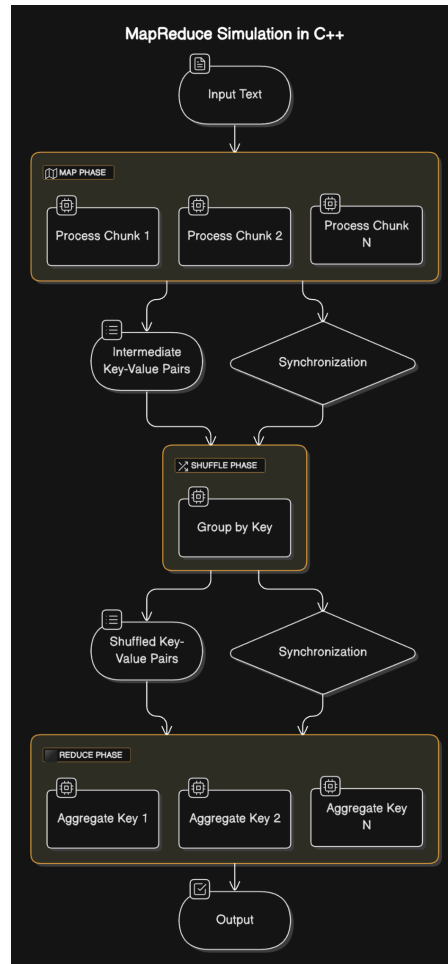 MapReduce Simulation in C++
Input Text
MAP PHASE
Process Chunk 1
Process Chunk 2
Process Chunk
N
Intermediate
Key-Value Pairs
Synchronization
SHUFFLE PHASE
Group by Key
Shuffled Key-
Value Pairs
Synchronization
REDUCE PHASE
Aggregate Key 1
Aggregate Key 2
Aggregate Key
N
Output